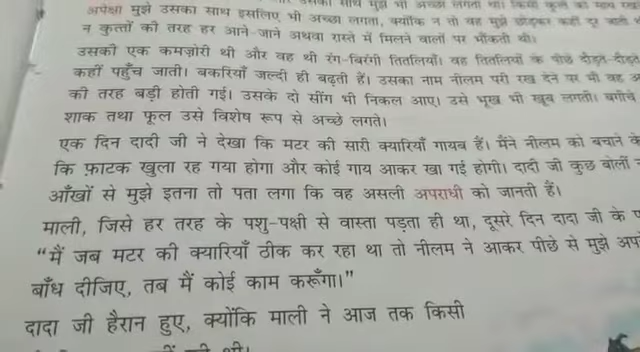 अपेक्षा मुझे उसका साथ इसलिए भी अच्छा लगता, क्योंकि न तो वह मुझे छोड़कर कहीं दूर जाती
न कुत्तों की तरह हर आने-जाने अथवा रास्ते में मिलने वालों पर भौंकती थी।
उसकी एक कमज़ोरी थी और वह थी रंग-बिरंगी तितलियाँ। वह तितलियों के पीछे दौड़ते-दौड़ते
कहीं पहुँच जाती। बकरियाँ जल्दी ही बढ़ती हैं। उसका नाम नीलम परी रख देने पर भी वह
की तरह बड़ी होती गई। उसके दो सींग भी निकल आए। उसे भूख भी खूब लगती। बगीचे
शाक तथा फूल उसे विशेष रूप से अच्छे लगते।
एक दिन दादी जी ने देखा कि मटर की सारी क्यारियाँ गायब हैं। मैंने नीलम को बचाने के
कि फ़ाटक खुला रह गया होगा और कोई गाय आकर खा गई होगी। दादी जी कुछ बोलीं
आँखों से मुझे इतना तो पता लगा कि वह असली अपराधी को जानती हैं।
माली, जिसे हर तरह के पशु-पक्षी से वास्ता पड़ता ही था, दूसरे दिन दादा जी के
“मैं जब मटर की क्यारियाँ ठीक कर रहा था तो नीलम ने आकर पीछे से मुझे
बाँध दीजिए, तब मैं कोई काम करूँगा।”
दादा जी हैरान हुए, क्योंकि माली ने आज तक किसी